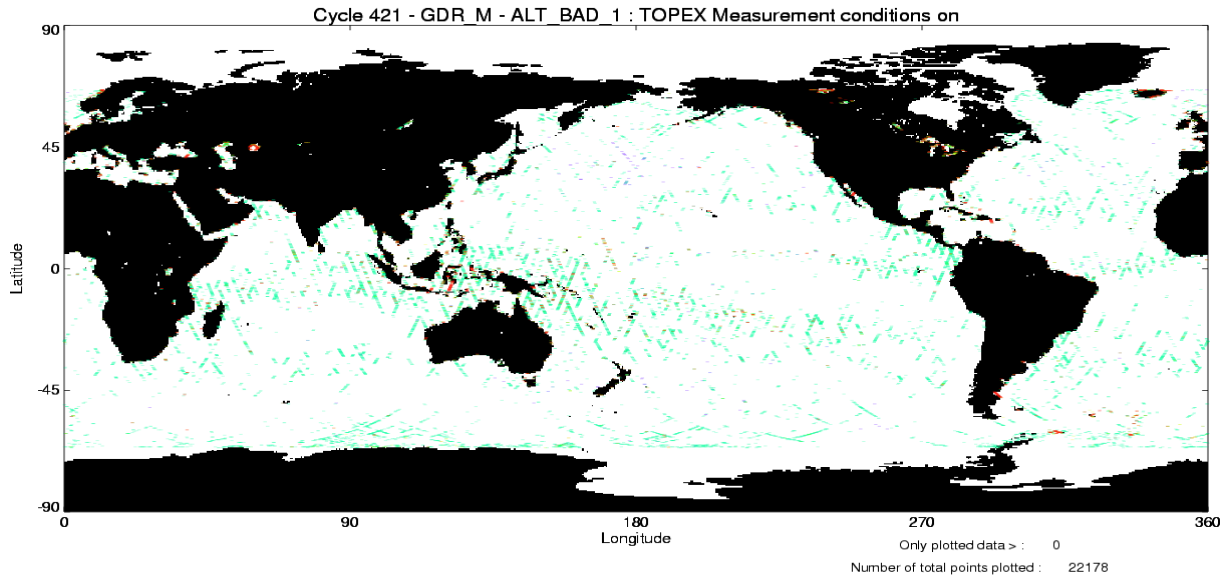 Cycle 421 - GDR_M - ALT_BAD_1 : TOPEX Measurement conditions on
90
45
0
-45
-90
Latitude
0 90 180 270 360
Longitude
Only plotted data > : 0
Number of total points plotted : 22178